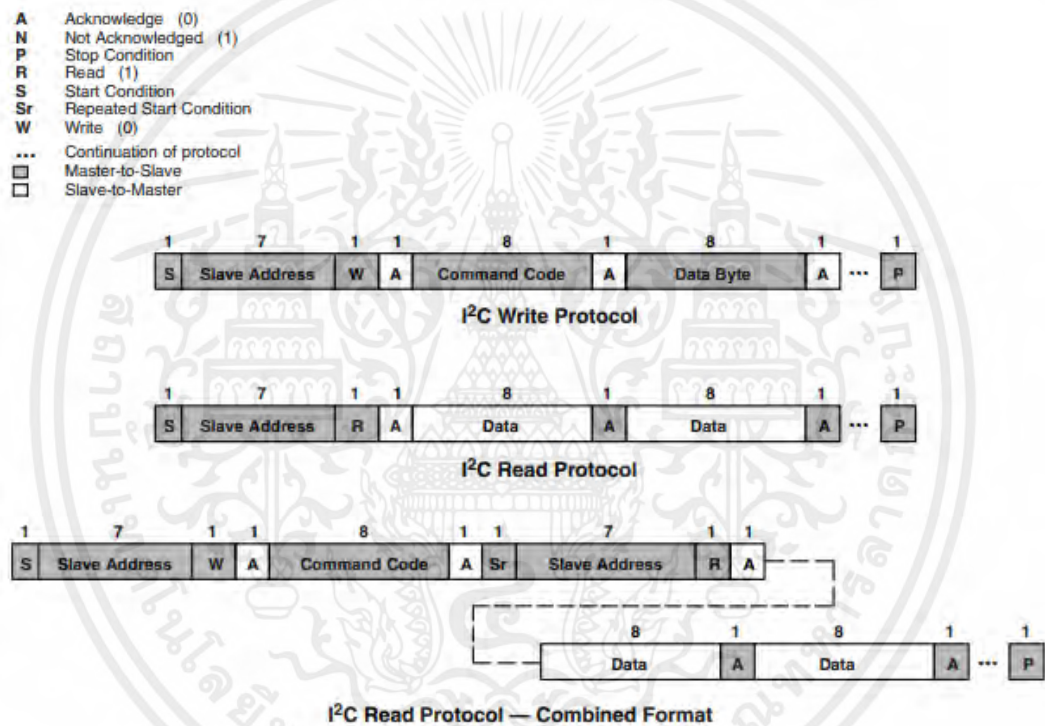 A Acknowledge (0)
N Not Acknowledged (1)
P Stop Condition
R Read (1)
S Start Condition
Sr Repeated Start Condition
W Write (0)
... Continuation of protocol
Master-to-Slave
Slave-to-Master
1 7 1 1 8 1 8 1 1
S Slave Address W A Command Code A Data Byte A ... P
I²C Write Protocol
1 7 1 1 8 1 8 1 1
S Slave Address R A Data A Data A ... P
I²C Read Protocol
1 7 1 1 8 1 1 7 1 1
S Slave Address W A Command Code A Sr Slave Address R A
8 1 8 1 1
Data A Data A ... P
I²C Read Protocol — Combined Format